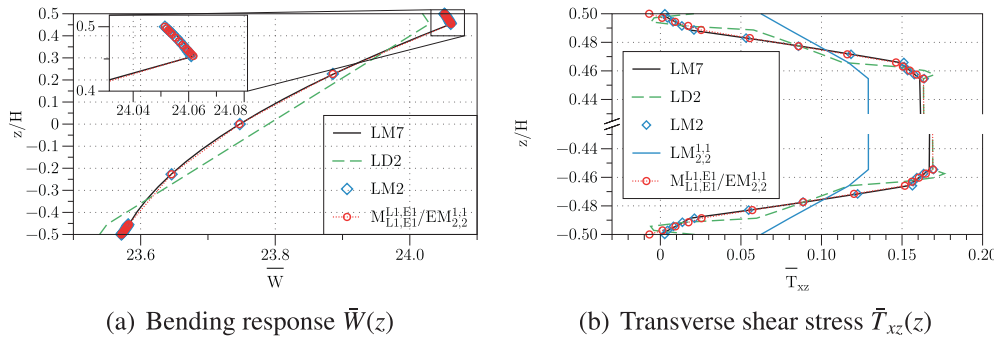 0.5
0.4
0.3
0.2
0.1
0
−0.1
−0.2
−0.3
−0.4
−0.5
z/H
0.5
0.4
24.04
24.06
24.08
LM7
LD2
LM2
M_{L1,E1}^{L1,E1}/EM_{2,2}^{1,1}
23.6
23.8
24.0
W̅
(a) Bending response W̄(z)
0.50
0.48
0.46
0.44
−0.44
−0.46
−0.48
−0.50
z/H
LM7
LD2
LM2
LM_{2,2}^{1,1}
M_{L1,E1}^{L1,E1}/EM_{2,2}^{1,1}
0
0.05
0.10
0.15
0.20
T̅_{xz}
(b) Transverse shear stress T̄_{xz}(z)